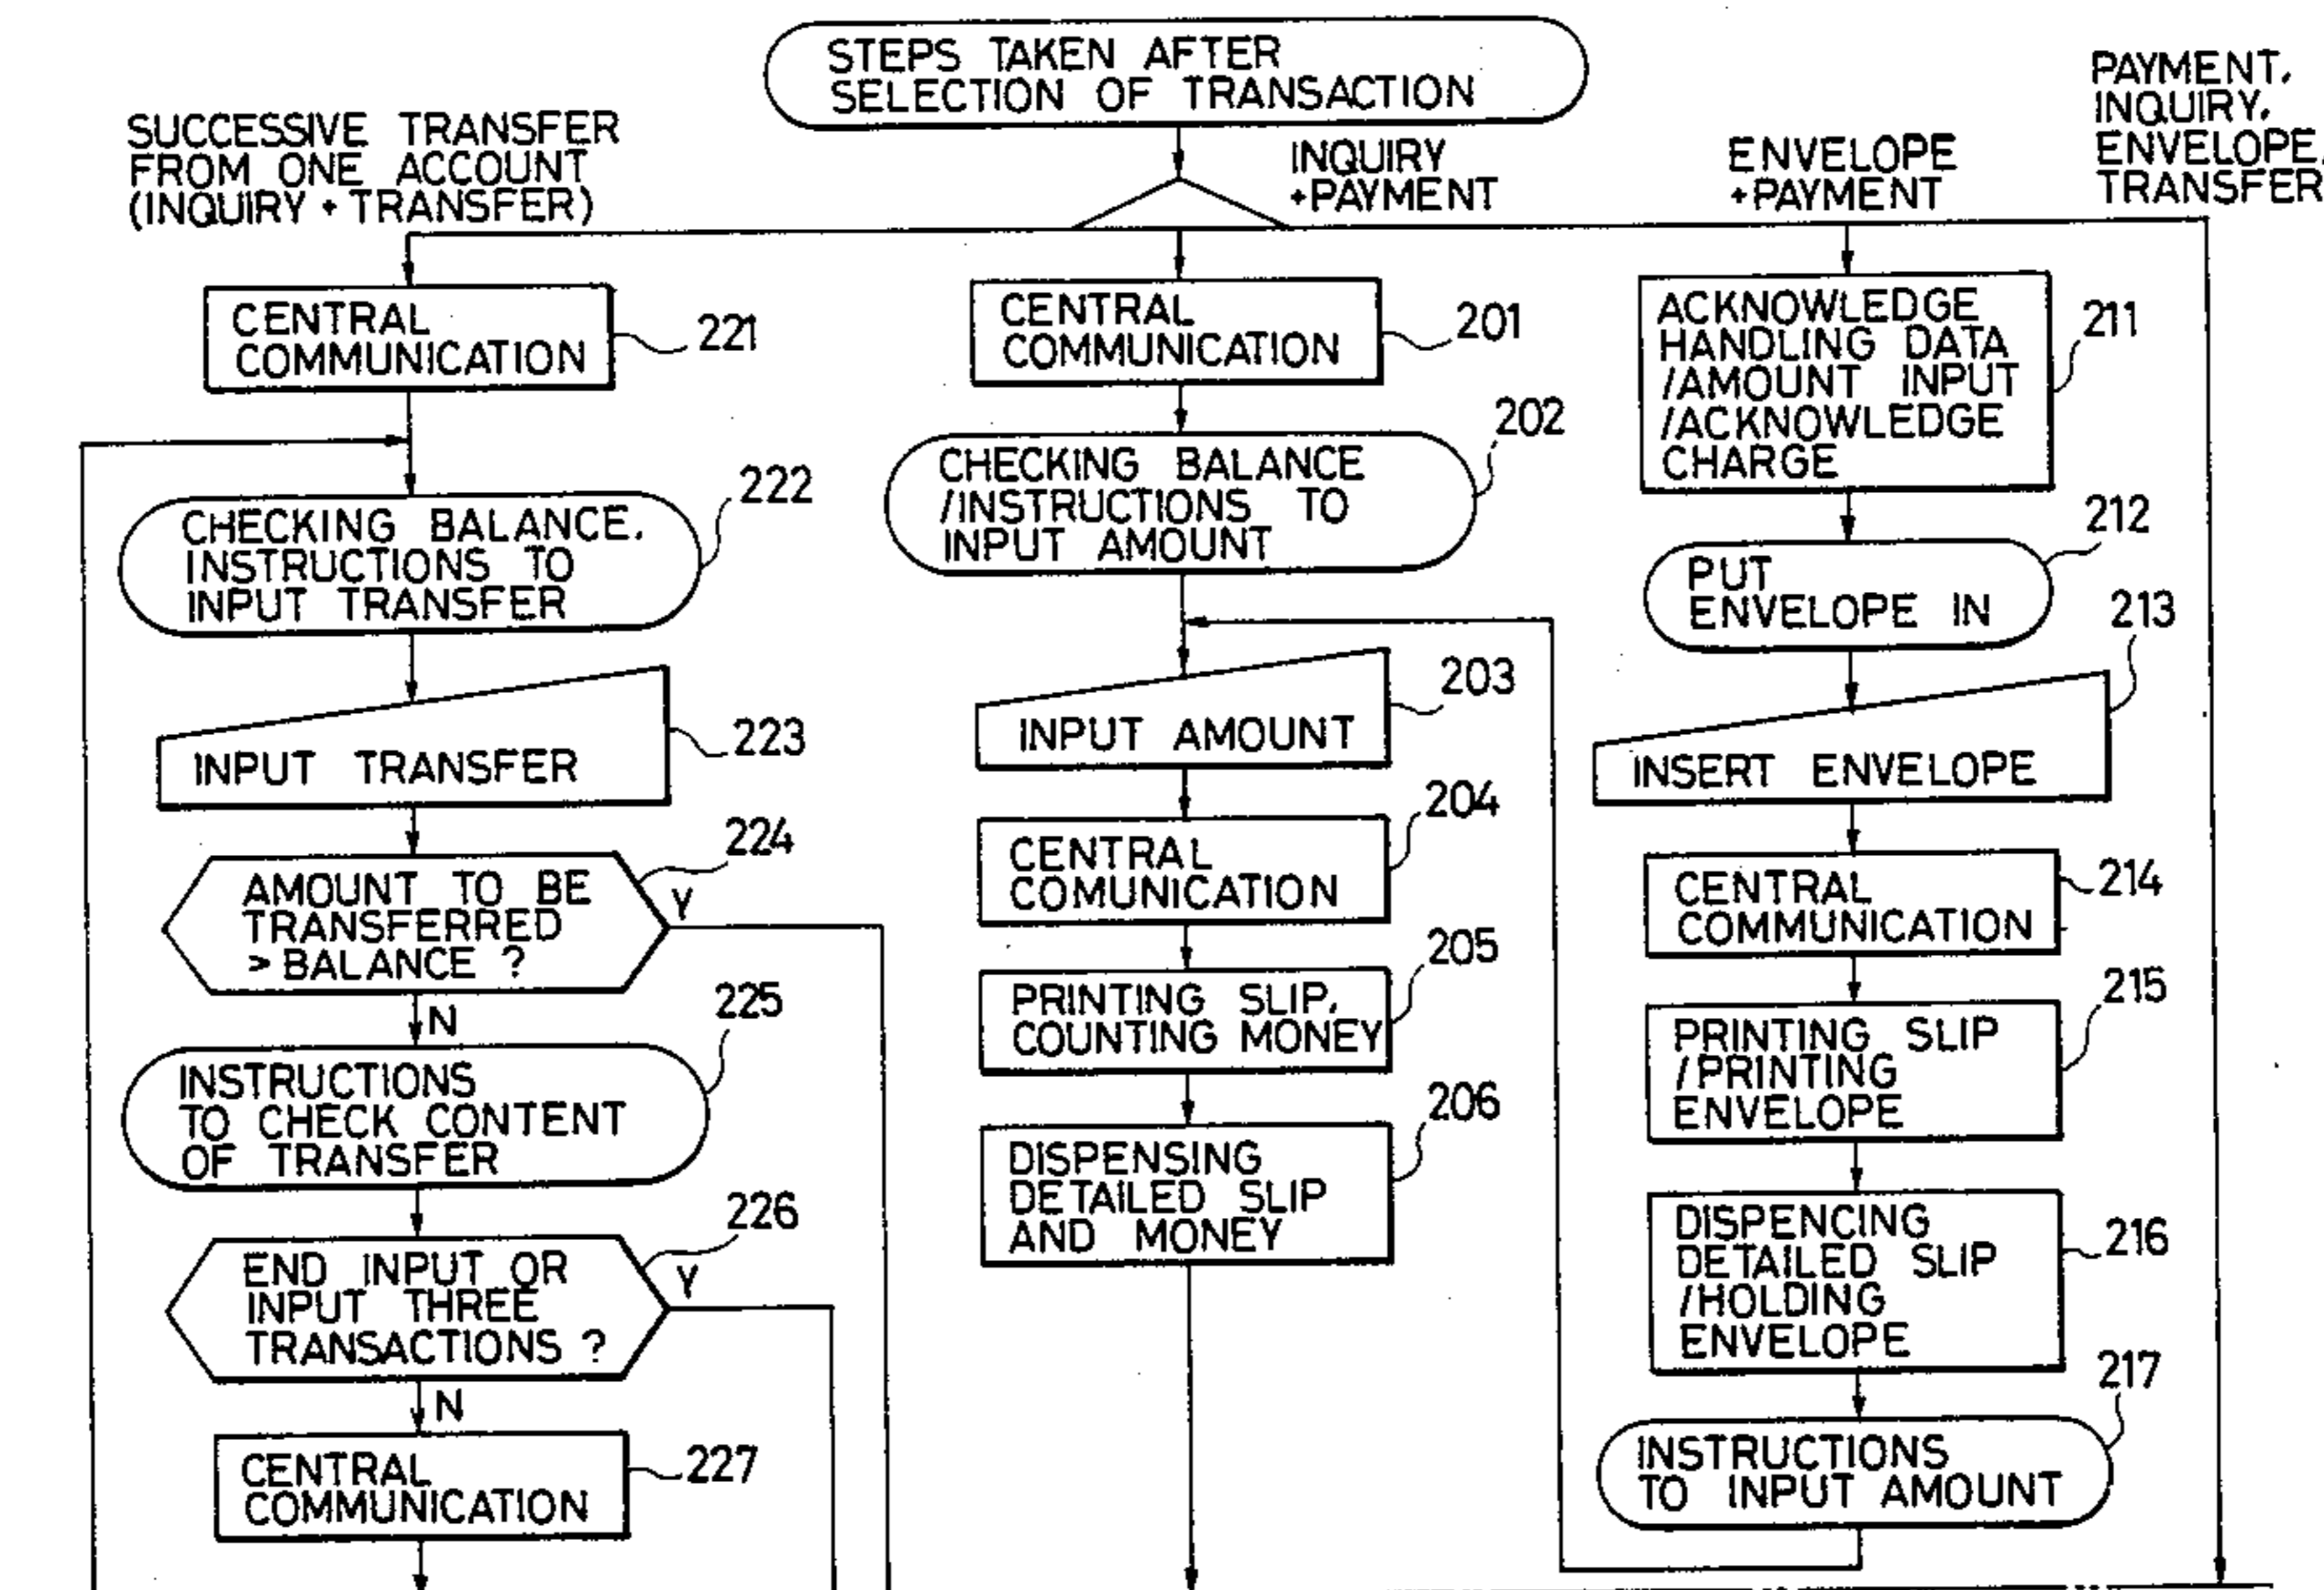 STEPS TAKEN AFTER
SELECTION OF TRANSACTION
SUCCESSIVE TRANSFER
FROM ONE ACCOUNT
(INQUIRY + TRANSFER)
INQUIRY
+PAYMENT
ENVELOPE
+PAYMENT
PAYMENT,
INQUIRY,
ENVELOPE,
TRANSFER
CENTRAL
COMMUNICATION
221
CHECKING BALANCE,
INSTRUCTIONS TO
INPUT TRANSFER
222
INPUT TRANSFER
223
AMOUNT TO BE
TRANSFERRED
> BALANCE ?
224
Y
N
INSTRUCTIONS
TO CHECK CONTENT
OF TRANSFER
225
END INPUT OR
INPUT THREE
TRANSACTIONS ?
226
Y
N
CENTRAL
COMMUNICATION
227
CENTRAL
COMMUNICATION
201
CHECKING BALANCE
/INSTRUCTIONS TO
INPUT AMOUNT
202
INPUT AMOUNT
203
CENTRAL
COMUNICATION
204
PRINTING SLIP,
COUNTING MONEY
205
DISPENSING
DETAILED SLIP
AND MONEY
206
ACKNOWLEDGE
HANDLING DATA
/AMOUNT INPUT
/ACKNOWLEDGE
CHARGE
211
PUT
ENVELOPE IN
212
INSERT ENVELOPE
213
CENTRAL
COMMUNICATION
214
PRINTING SLIP
/PRINTING
ENVELOPE
215
DISPENCING
DETAILED SLIP
/HOLDING
ENVELOPE
216
INSTRUCTIONS
TO INPUT AMOUNT
217